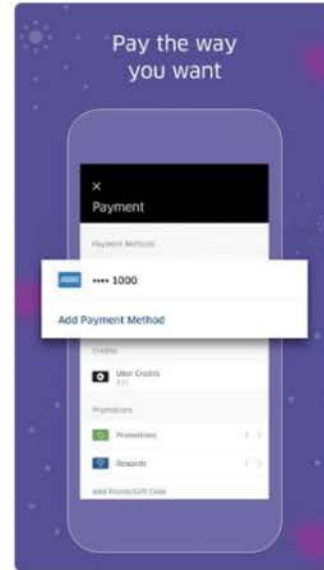 Pay the way
you want
×
Payment
Payment Methods
•••• 1000
Add Payment Method
Credits
Uber Credits
Promotions
Promotions
Rewards
Add Promo/Gift Code